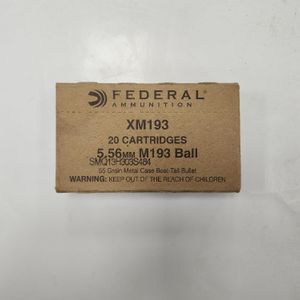 FEDERAL
AMMUNITION
XM193
20 CARTRIDGES
5.56MM M193 Ball
SMQ13H303S484
55 Grain Metal Case Boat-Tail Bullet
WARNING: KEEP OUT OF THE REACH OF CHILDREN